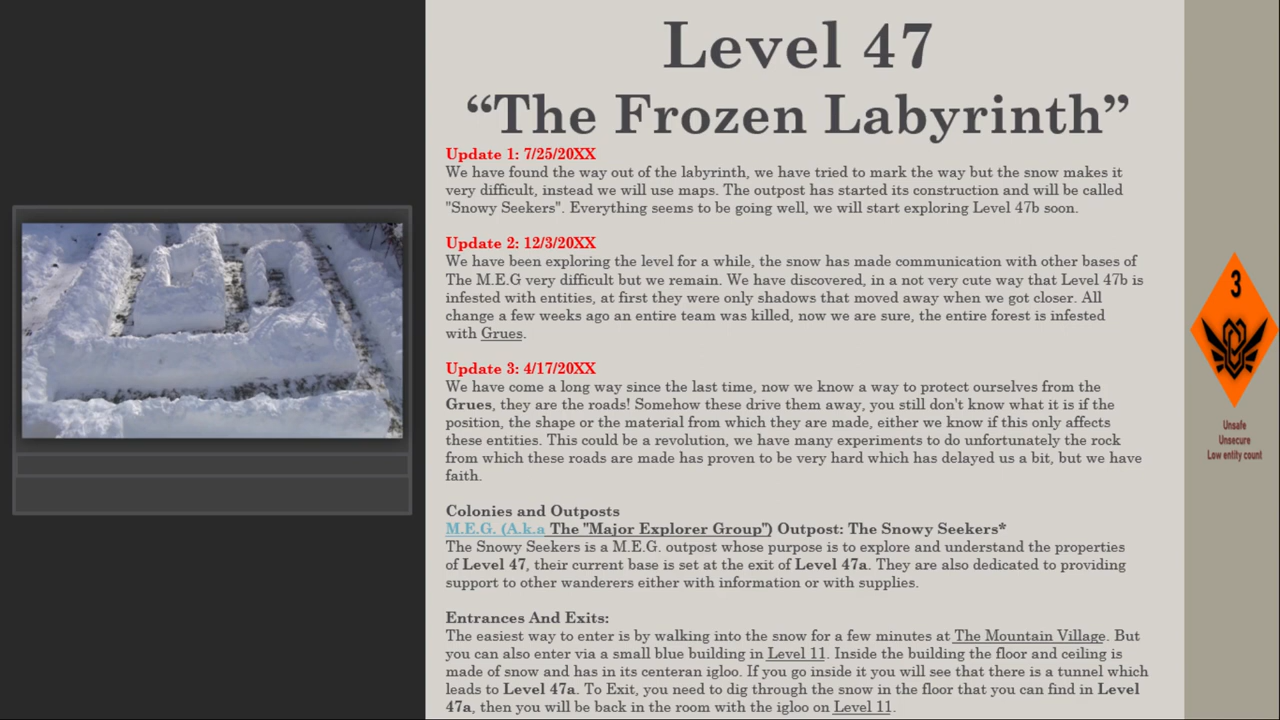 Level 47
“The Frozen Labyrinth”
Update 1: 7/25/20XX
We have found the way out of the labyrinth, we have tried to mark the way but the snow makes it
very difficult, instead we will use maps. The outpost has started its construction and will be called
"Snowy Seekers". Everything seems to be going well, we will start exploring Level 47b soon.
Update 2: 12/3/20XX
We have been exploring the level for a while, the snow has made communication with other bases of
The M.E.G very difficult but we remain. We have discovered, in a not very cute way that Level 47b is
infested with entities, at first they were only shadows that moved away when we got closer. All
change a few weeks ago an entire team was killed, now we are sure, the entire forest is infested
with Grues.
Update 3: 4/17/20XX
We have come a long way since the last time, now we know a way to protect ourselves from the
Grues, they are the roads! Somehow these drive them away, you still don't know what it is if the
position, the shape or the material from which they are made, either we know if this only affects
these entities. This could be a revolution, we have many experiments to do unfortunately the rock
from which these roads are made has proven to be very hard which has delayed us a bit, but we have
faith.
Colonies and Outposts
M.E.G. (A.k.a The "Major Explorer Group") Outpost: The Snowy Seekers*
The Snowy Seekers is a M.E.G. outpost whose purpose is to explore and understand the properties
of Level 47, their current base is set at the exit of Level 47a. They are also dedicated to providing
support to other wanderers either with information or with supplies.
Entrances And Exits:
The easiest way to enter is by walking into the snow for a few minutes at The Mountain Village. But
you can also enter via a small blue building in Level 11. Inside the building the floor and ceiling is
made of snow and has in its centeran igloo. If you go inside it you will see that there is a tunnel which
leads to Level 47a. To Exit, you need to dig through the snow in the floor that you can find in Level
47a, then you will be back in the room with the igloo on Level 11.
3
Unsafe
Unsecure
Low entity count